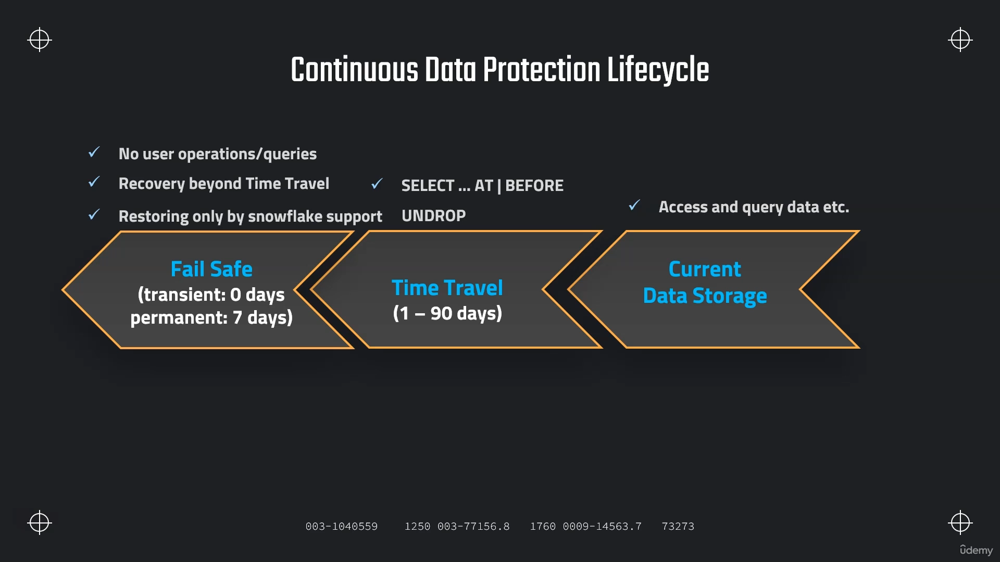 Continuous Data Protection Lifecycle
✓ No user operations/queries
✓ Recovery beyond Time Travel
✓ Restoring only by snowflake support
✓ SELECT ... AT | BEFORE
UNDROP
✓ Access and query data etc.
Fail Safe
(transient: 0 days
permanent: 7 days)
Time Travel
(1 – 90 days)
Current
Data Storage
003-1040559 1250 003-77156.8 1760 0009-14563.7 73273
ûdemy